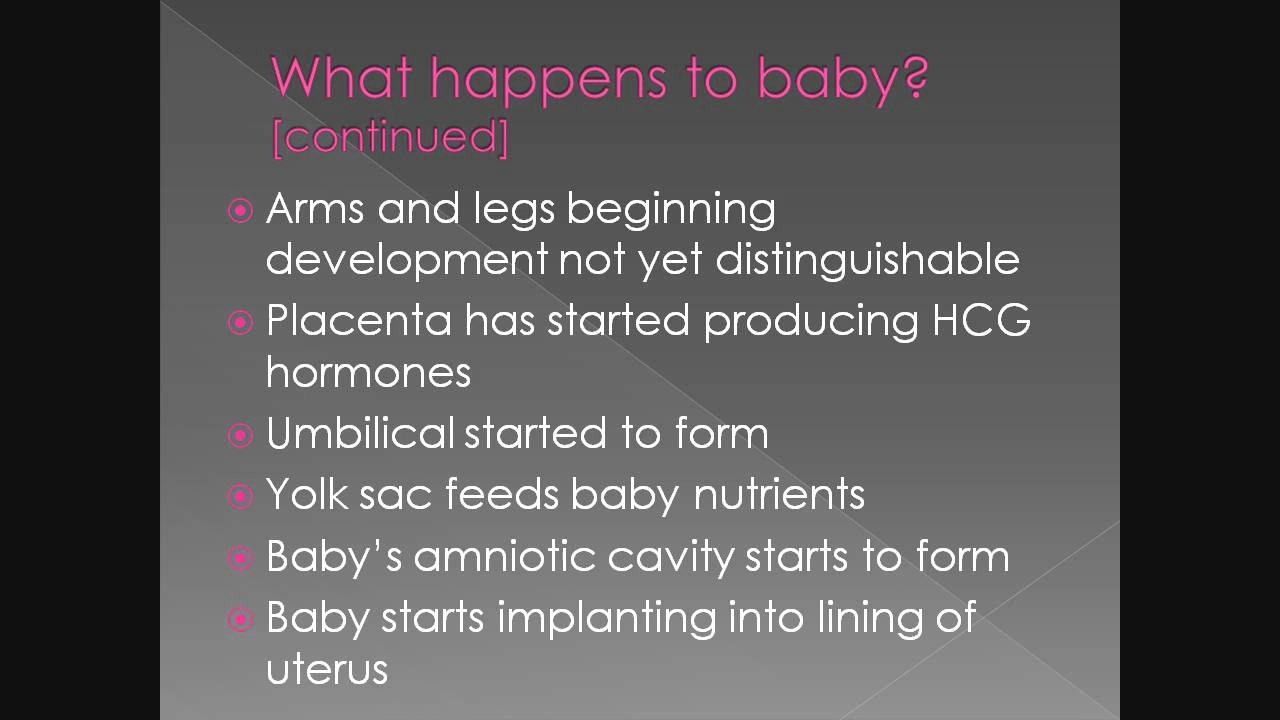 What happens to baby?
[continued]
Arms and legs beginning
development not yet distinguishable
Placenta has started producing HCG
hormones
Umbilical started to form
Yolk sac feeds baby nutrients
Baby’s amniotic cavity starts to form
Baby starts implanting into lining of
uterus